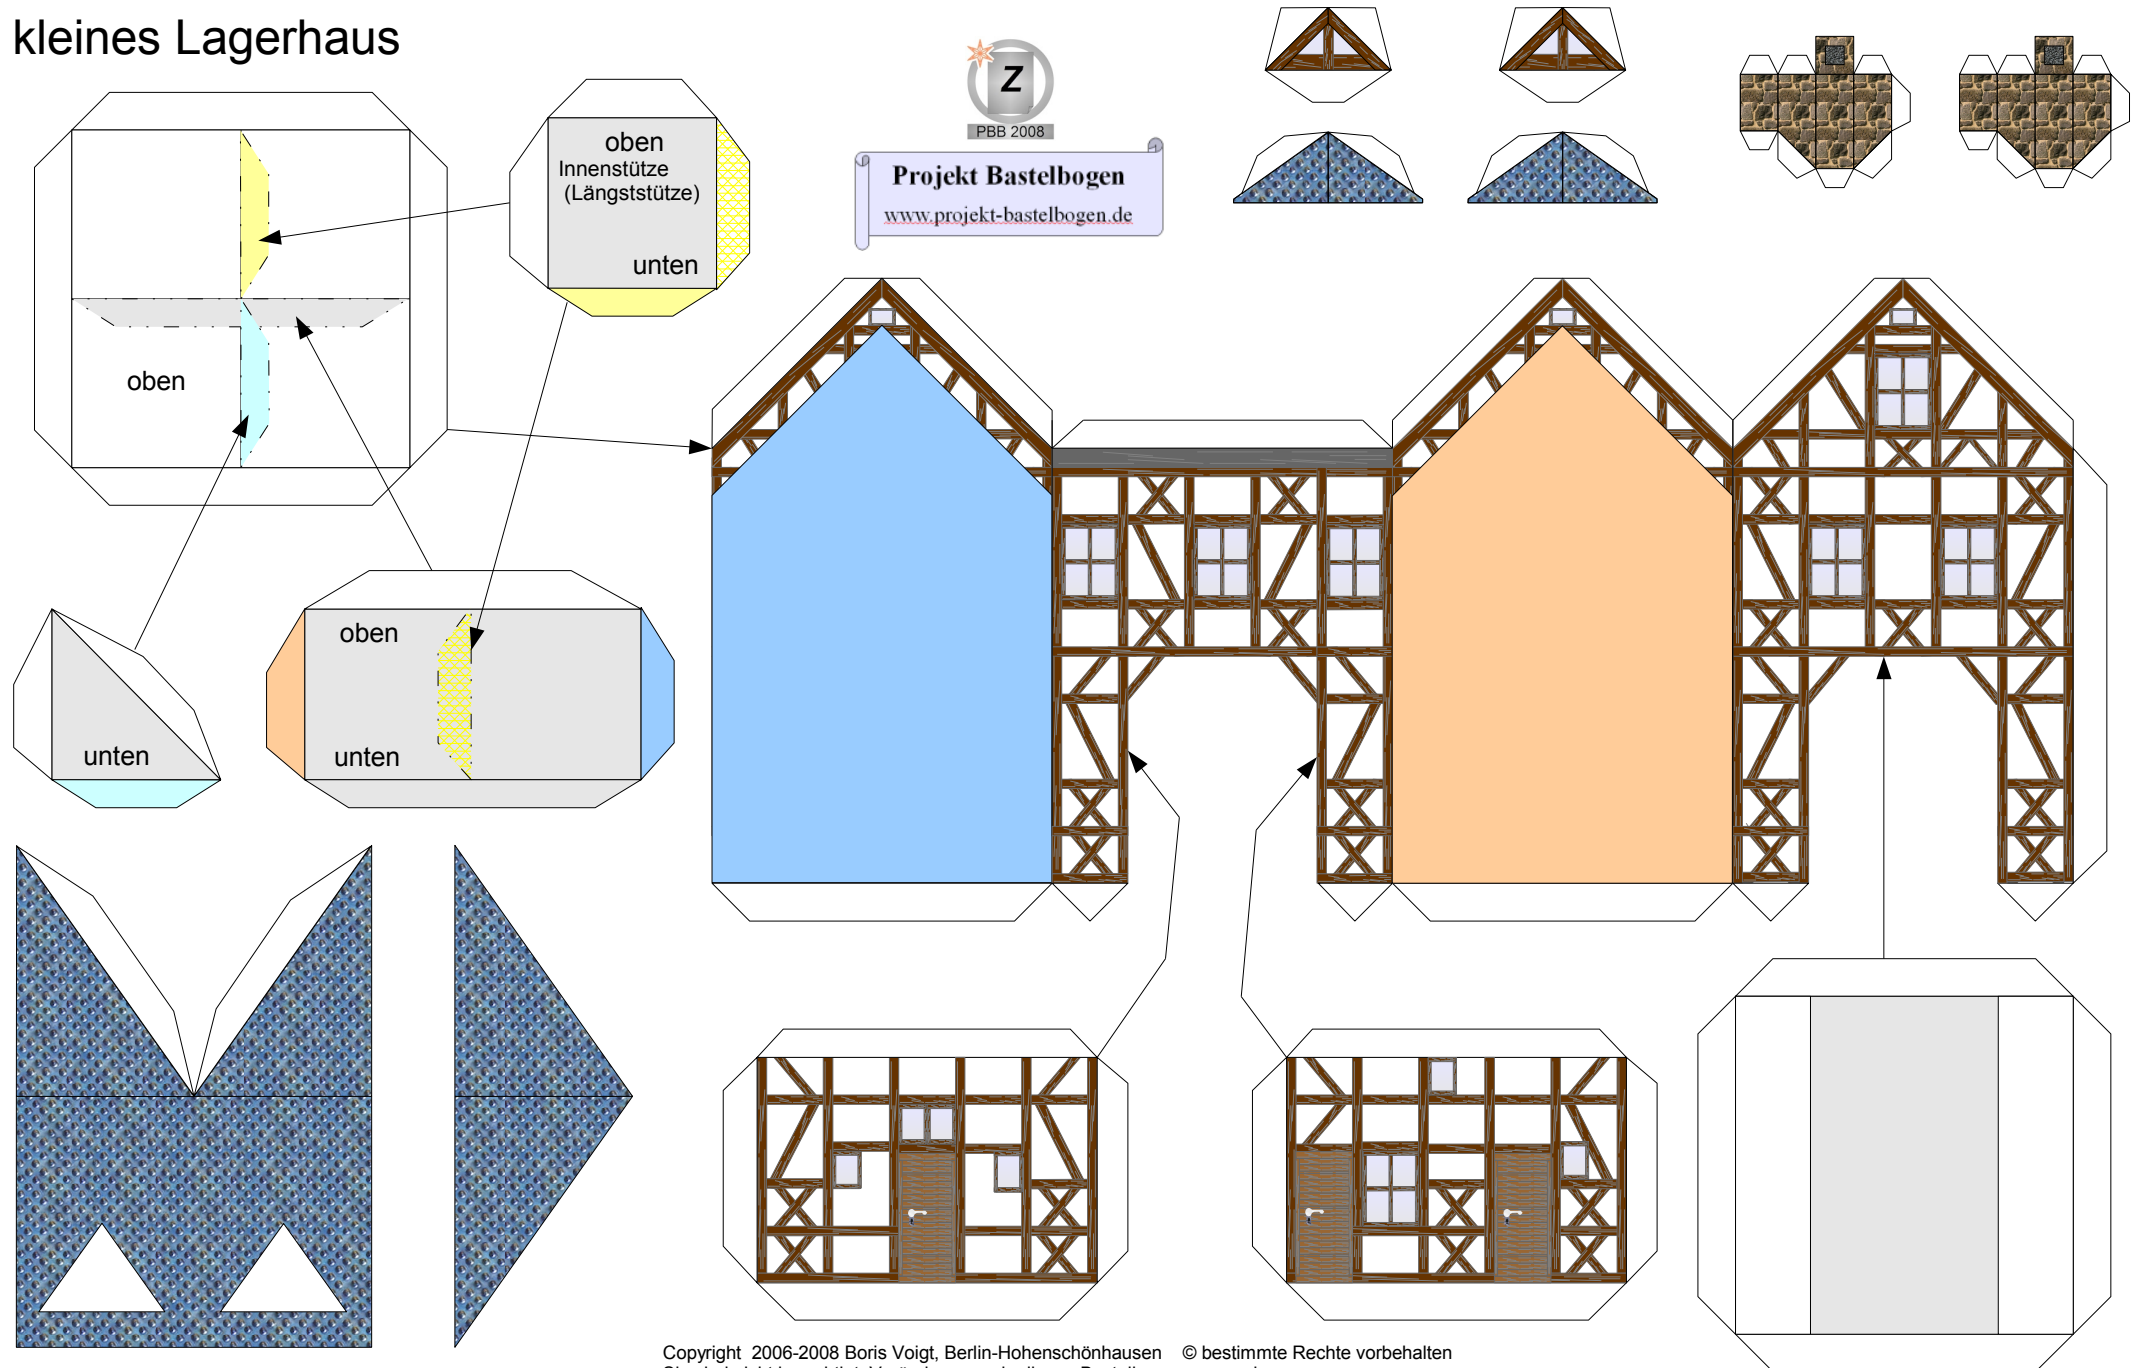 kleines Lagerhaus
Z
PBB 2008
Projekt Bastelbogen
www.projekt-bastelbogen.de
oben
Innenstütze
(Längststütze)
unten
oben
oben
unten
unten
Copyright 2006-2008 Boris Voigt, Berlin-Hohenschönhausen © bestimmte Rechte vorbehalten